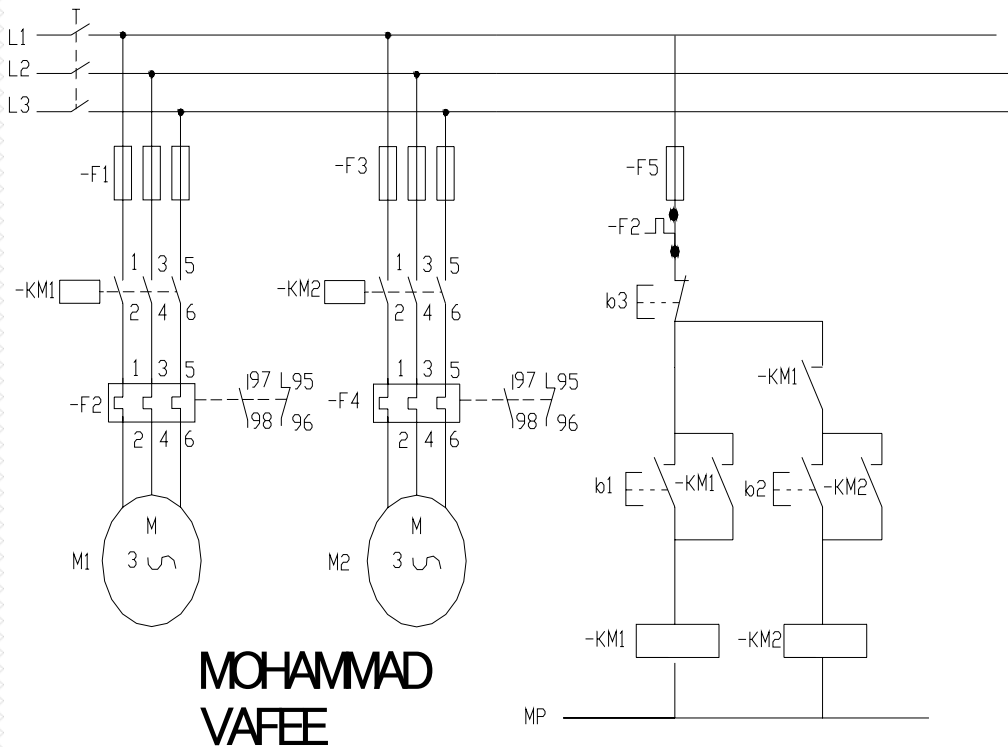 T
L1
L2
L3
-F1
-F3
-F5
-F2
1 3 5
1 3 5
-KM1
-KM2
2 4 6
2 4 6
b3
1 3 5
1 3 5
97 95
97 95
-KM1
-F2
-F4
98 96
98 96
2 4 6
2 4 6
b1
-KM1
b2
-KM2
M
M
M1
3
M2
3
-KM1
-KM2
MOHAMMAD
VAFEE
MP